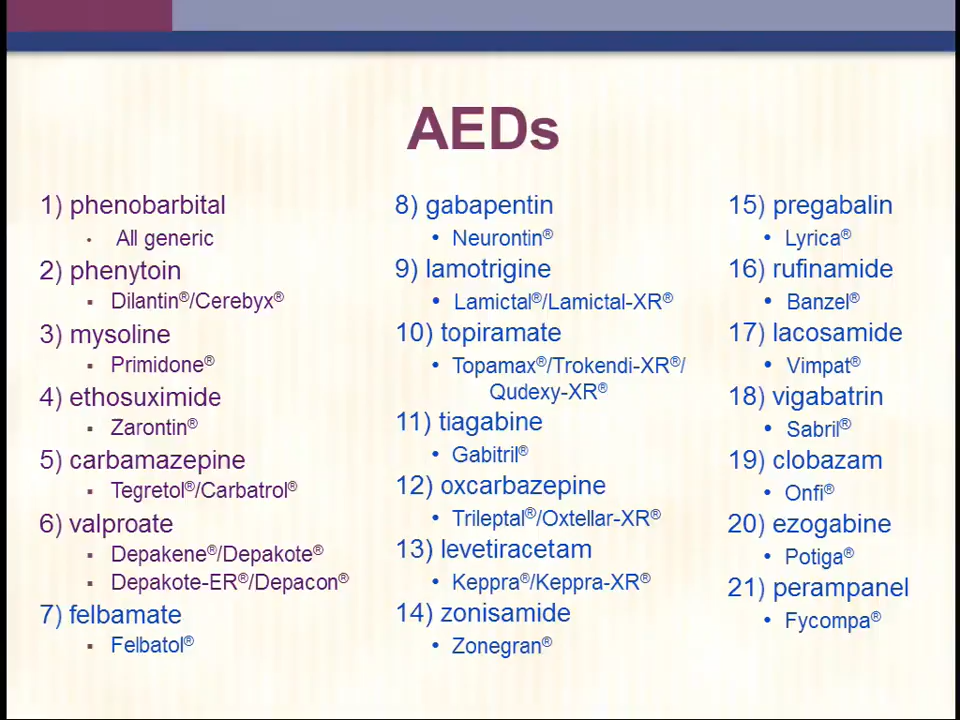 AEDs
1) phenobarbital
• All generic
2) phenytoin
▪ Dilantin®/Cerebyx®
3) mysoline
▪ Primidone®
4) ethosuximide
▪ Zarontin®
5) carbamazepine
▪ Tegretol®/Carbatrol®
6) valproate
▪ Depakene®/Depakote®
▪ Depakote-ER®/Depacon®
7) felbamate
▪ Felbatol®
8) gabapentin
• Neurontin®
9) lamotrigine
• Lamictal®/Lamictal-XR®
10) topiramate
• Topamax®/Trokendi-XR®/
Qudexy-XR®
11) tiagabine
• Gabitril®
12) oxcarbazepine
• Trileptal®/Oxtellar-XR®
13) levetiracetam
• Keppra®/Keppra-XR®
14) zonisamide
• Zonegran®
15) pregabalin
• Lyrica®
16) rufinamide
• Banzel®
17) lacosamide
• Vimpat®
18) vigabatrin
• Sabril®
19) clobazam
• Onfi®
20) ezogabine
• Potiga®
21) perampanel
• Fycompa®